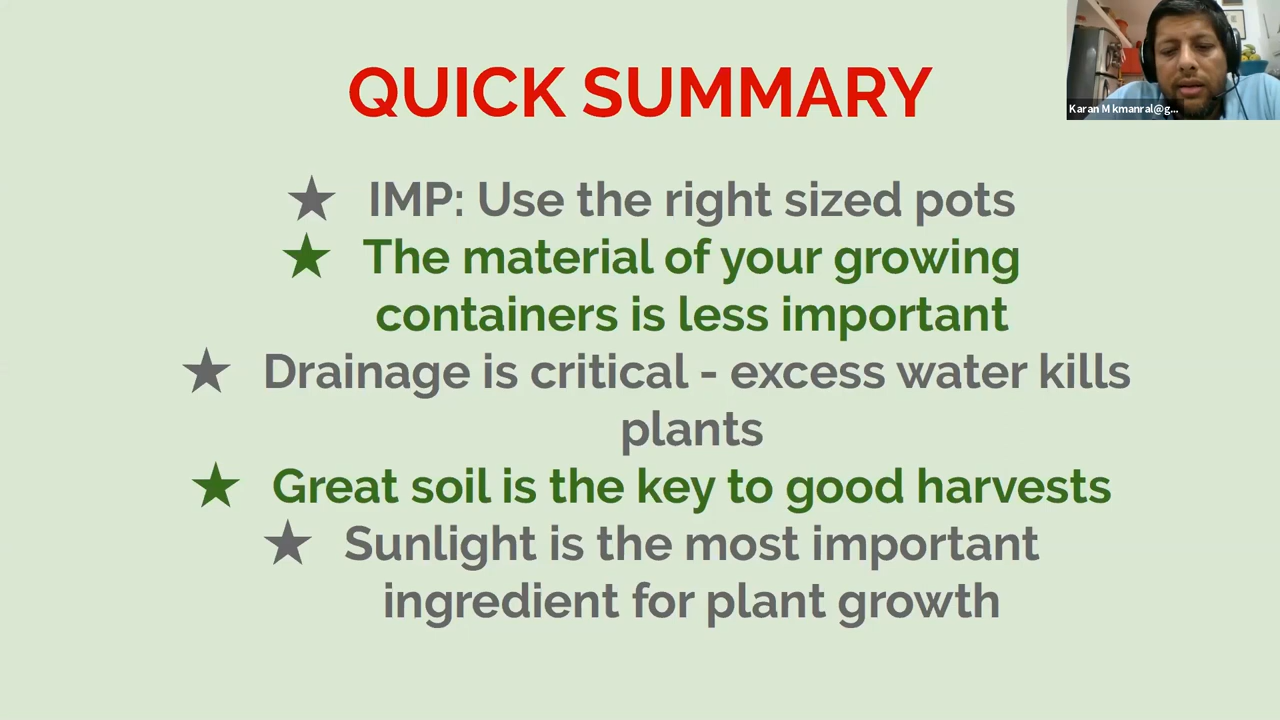 QUICK SUMMARY
Karan M kmanral@g...
★ IMP: Use the right sized pots
★ The material of your growing
containers is less important
★ Drainage is critical - excess water kills
plants
★ Great soil is the key to good harvests
★ Sunlight is the most important
ingredient for plant growth